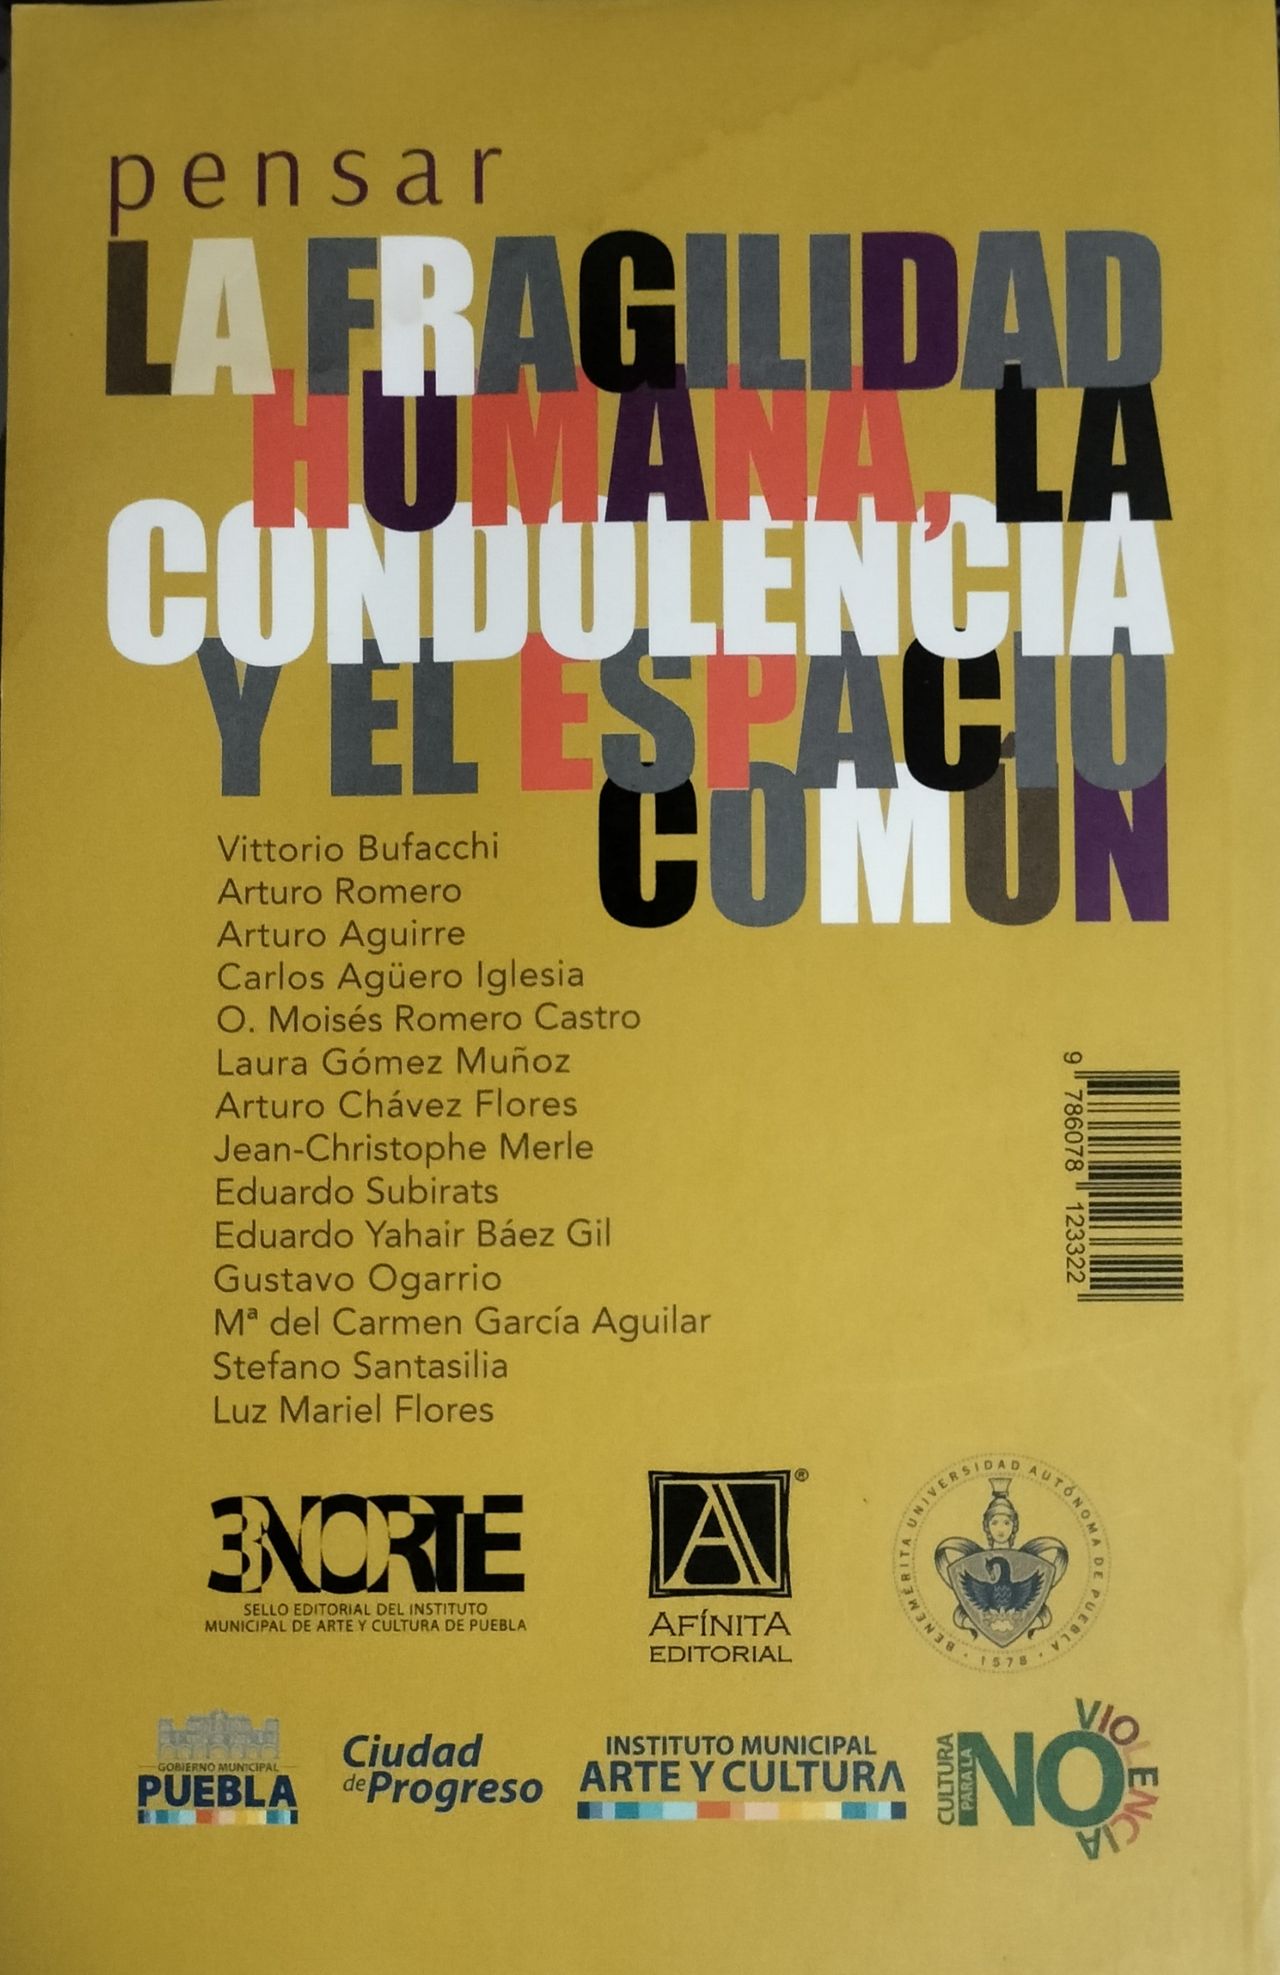 pensar
LA FRAGILIDAD
HUMANA, LA
CONDOLENCIA
Y EL ESPACIO
COMÚN
Vittorio Bufacchi
Arturo Romero
Arturo Aguirre
Carlos Agüero Iglesia
O. Moisés Romero Castro
Laura Gómez Muñoz
Arturo Chávez Flores
Jean-Christophe Merle
Eduardo Subirats
Eduardo Yahair Báez Gil
Gustavo Ogarrio
Mª del Carmen García Aguilar
Stefano Santasilia
Luz Mariel Flores
9 786078 123322
3NORTE
SELLO EDITORIAL DEL INSTITUTO
MUNICIPAL DE ARTE Y CULTURA DE PUEBLA
A ®
AFÍNITA
EDITORIAL
BENEMÉRITA UNIVERSIDAD AUTÓNOMA DE PUEBLA · 1578 ·
GOBIERNO MUNICIPAL
PUEBLA
Ciudad
de Progreso
INSTITUTO MUNICIPAL
ARTE Y CULTURA
CULTURA
PARA LA
NO
VIOLENCIA